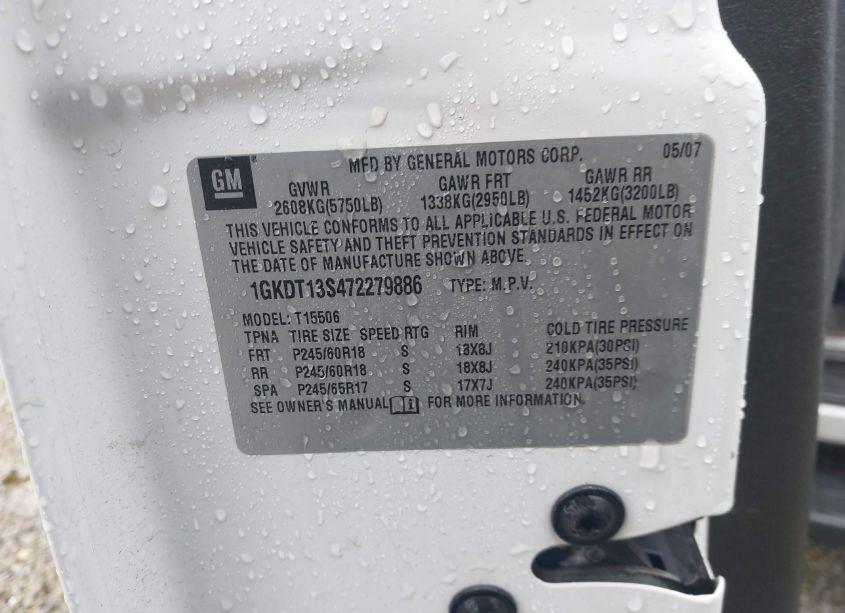 MFD BY GENERAL MOTORS CORP. 05/07
GM®
GVWR GAWR FRT GAWR RR
2608KG(5750LB) 1338KG(2950LB) 1452KG(3200LB)
THIS VEHICLE CONFORMS TO ALL APPLICABLE U.S. FEDERAL MOTOR
VEHICLE SAFETY AND THEFT PREVENTION STANDARDS IN EFFECT ON
THE DATE OF MANUFACTURE SHOWN ABOVE.
1GKDT13S472279886 TYPE: M.P.V.
MODEL: T15506
TPNA TIRE SIZE SPEED RTG RIM COLD TIRE PRESSURE
FRT P245/60R18 S 18X8J 210KPA(30PSI)
RR P245/60R18 S 18X8J 240KPA(35PSI)
SPA P245/65R17 S 17X7J 240KPA(35PSI)
SEE OWNER'S MANUAL FOR MORE INFORMATION.